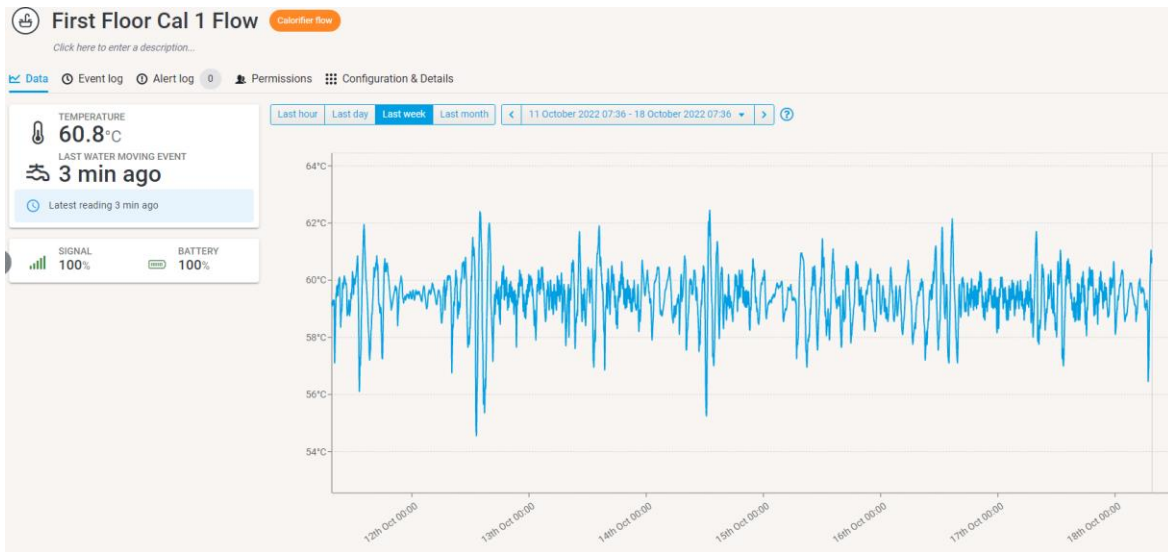 First Floor Cal 1 Flow Calorifier flow
Click here to enter a description...
Data Event log Alert log 0 Permissions Configuration & Details
TEMPERATURE
60.8°C
LAST WATER MOVING EVENT
3 min ago
Latest reading 3 min ago
SIGNAL
100%
BATTERY
100%
Last hour Last day Last week Last month < 11 October 2022 07:36 - 18 October 2022 07:36 > ?
64°C
62°C
60°C
58°C
56°C
54°C
12th Oct 00:00
13th Oct 00:00
14th Oct 00:00
15th Oct 00:00
16th Oct 00:00
17th Oct 00:00
18th Oct 00:00